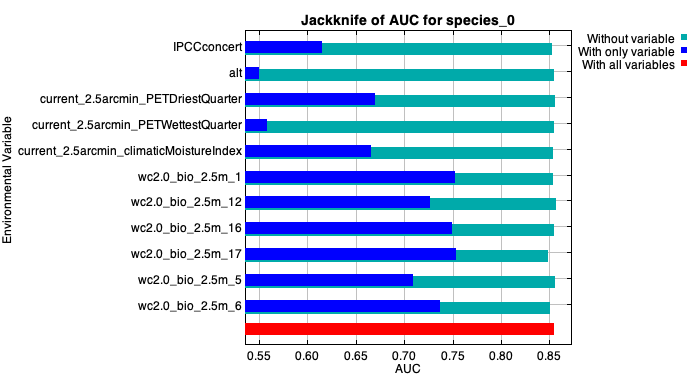 Jackknife of AUC for species_0
Without variable
With only variable
With all variables
Environmental Variable
IPCCconcert
alt
current_2.5arcmin_PETDriestQuarter
current_2.5arcmin_PETWettestQuarter
current_2.5arcmin_climaticMoistureIndex
wc2.0_bio_2.5m_1
wc2.0_bio_2.5m_12
wc2.0_bio_2.5m_16
wc2.0_bio_2.5m_17
wc2.0_bio_2.5m_5
wc2.0_bio_2.5m_6
0.55 0.60 0.65 0.70 0.75 0.80 0.85
AUC